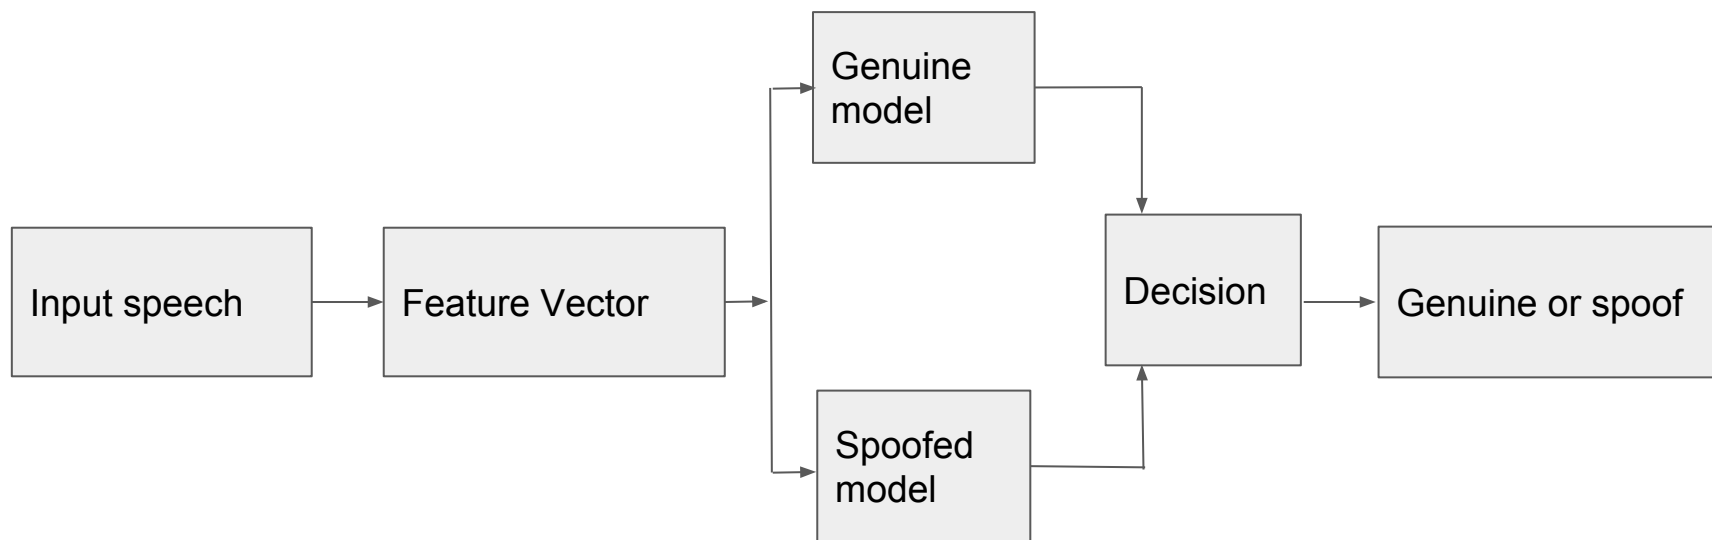 Input speech
Feature Vector
Genuine
model
Spoofed
model
Decision
Genuine or spoof